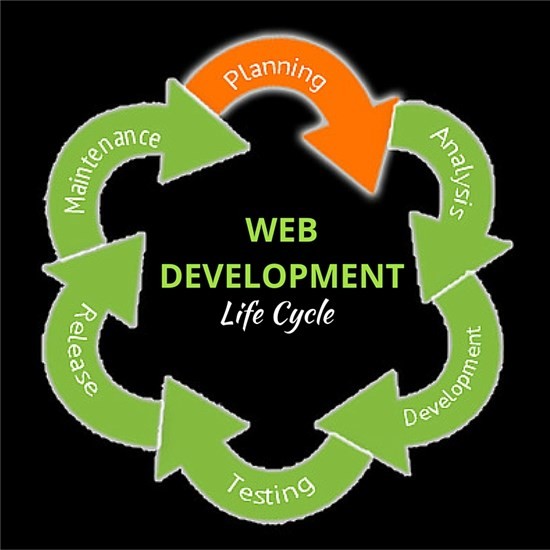 WEB
DEVELOPMENT
Life Cycle
Planning
Analysis
Development
Testing
Release
Maintenance